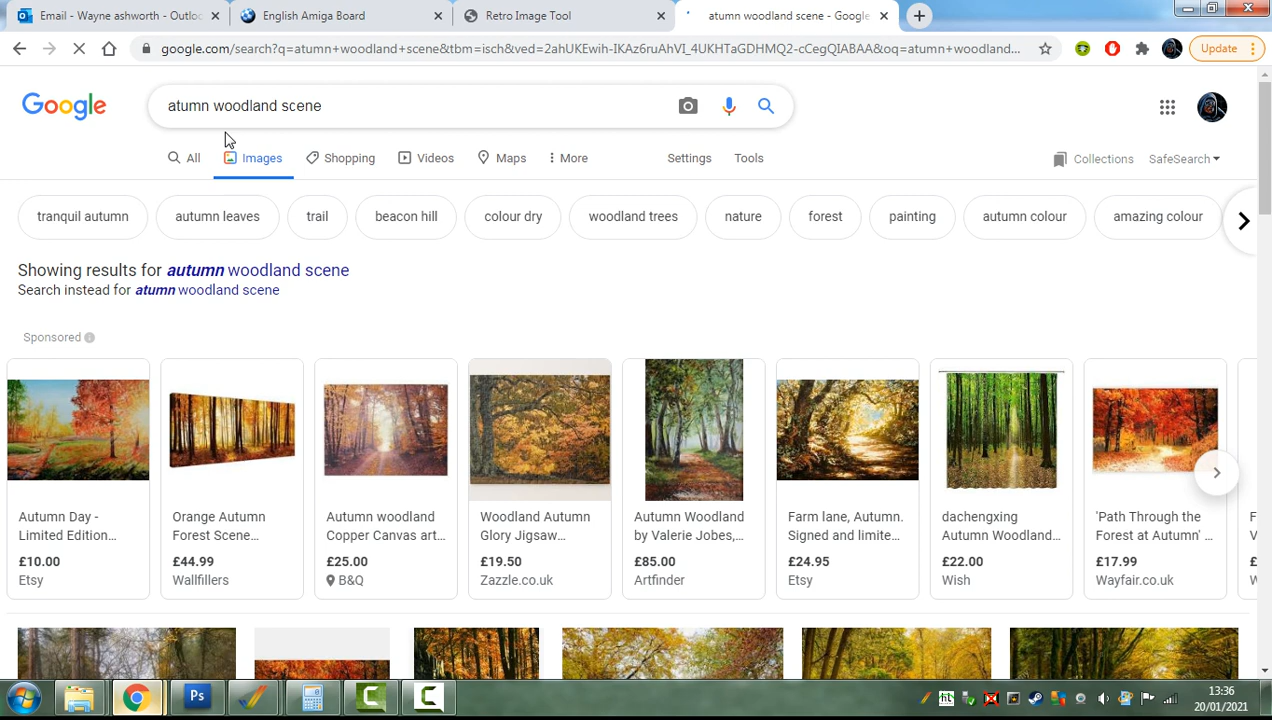 Email - Wayne ashworth - Outloo
English Amiga Board
Retro Image Tool
atumn woodland scene - Google
google.com/search?q=atumn+woodland+scene&tbm=isch&ved=2ahUKEwih-IKAz6ruAhVI_4UKHTaGDHMQ2-cCegQIABAA&oq=atumn+woodland...
Update
Google
atumn woodland scene
All
Images
Shopping
Videos
Maps
More
Settings
Tools
Collections
SafeSearch
tranquil autumn
autumn leaves
trail
beacon hill
colour dry
woodland trees
nature
forest
painting
autumn colour
amazing colour
Showing results for autumn woodland scene
Search instead for atumn woodland scene
Sponsored
Autumn Day -
Limited Edition...
£10.00
Etsy
Orange Autumn
Forest Scene...
£44.99
Wallfillers
Autumn woodland
Copper Canvas art...
£25.00
B&Q
Woodland Autumn
Glory Jigsaw...
£19.50
Zazzle.co.uk
Autumn Woodland
by Valerie Jobes,...
£85.00
Artfinder
Farm lane, Autumn.
Signed and limite...
£24.95
Etsy
dachengxing
Autumn Woodland...
£22.00
Wish
'Path Through the
Forest at Autumn' ...
£17.99
Wayfair.co.uk
Ps
13:36
20/01/2021